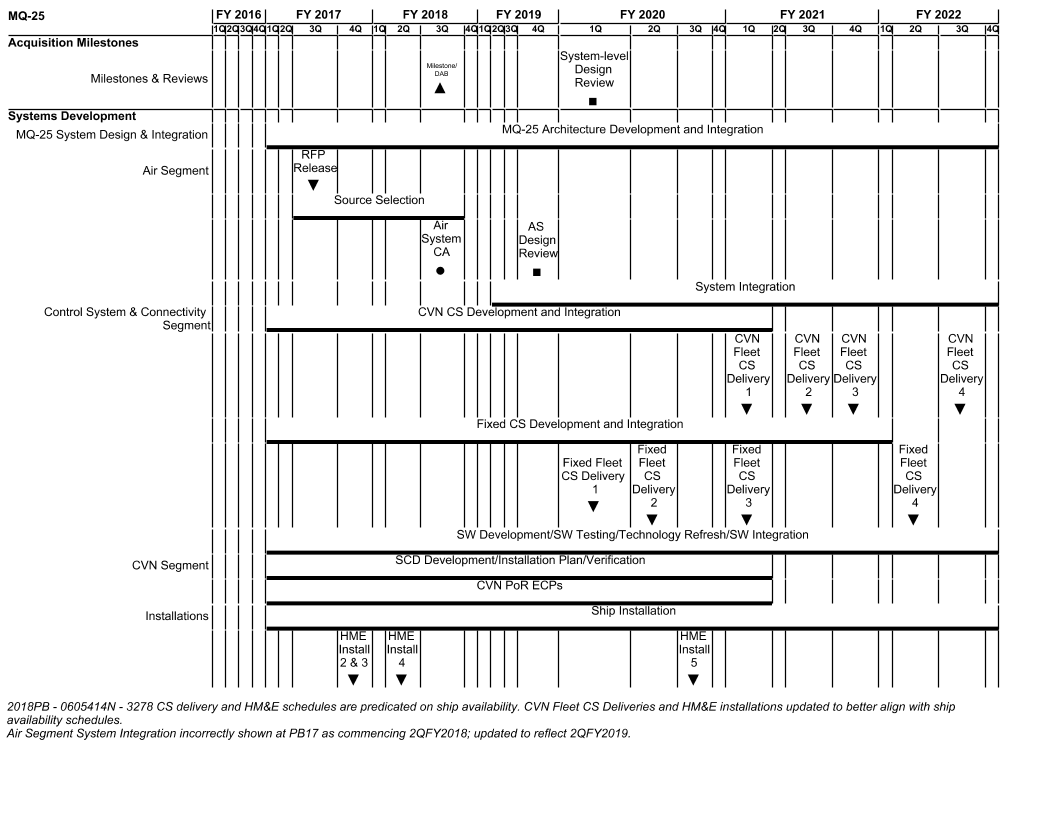 MQ-25 FY 2016 FY 2017 FY 2018 FY 2019 FY 2020 FY 2021 FY 2022
1Q 2Q 3Q 4Q 1Q 2Q 3Q 4Q 1Q 2Q 3Q 4Q 1Q 2Q 3Q 4Q 1Q 2Q 3Q 4Q 1Q 2Q 3Q 4Q 1Q 2Q 3Q 4Q
Acquisition Milestones
Milestones & Reviews
Milestone/
DAB
System-level
Design
Review
Systems Development
MQ-25 System Design & Integration
MQ-25 Architecture Development and Integration
Air Segment
RFP
Release
Source Selection
Air
System
CA
AS
Design
Review
System Integration
Control System & Connectivity
Segment
CVN CS Development and Integration
CVN
Fleet
CS
Delivery
1
CVN
Fleet
CS
Delivery
2
CVN
Fleet
CS
Delivery
3
CVN
Fleet
CS
Delivery
4
Fixed CS Development and Integration
Fixed Fleet
CS Delivery
1
Fixed
Fleet
CS
Delivery
2
Fixed
Fleet
CS
Delivery
3
Fixed
Fleet
CS
Delivery
4
SW Development/SW Testing/Technology Refresh/SW Integration
CVN Segment
SCD Development/Installation Plan/Verification
CVN PoR ECPs
Installations
Ship Installation
HME
Install
2 & 3
HME
Install
4
HME
Install
5
2018PB - 0605414N - 3278 CS delivery and HM&E schedules are predicated on ship availability. CVN Fleet CS Deliveries and HM&E installations updated to better align with ship
availability schedules.
Air Segment System Integration incorrectly shown at PB17 as commencing 2QFY2018; updated to reflect 2QFY2019.